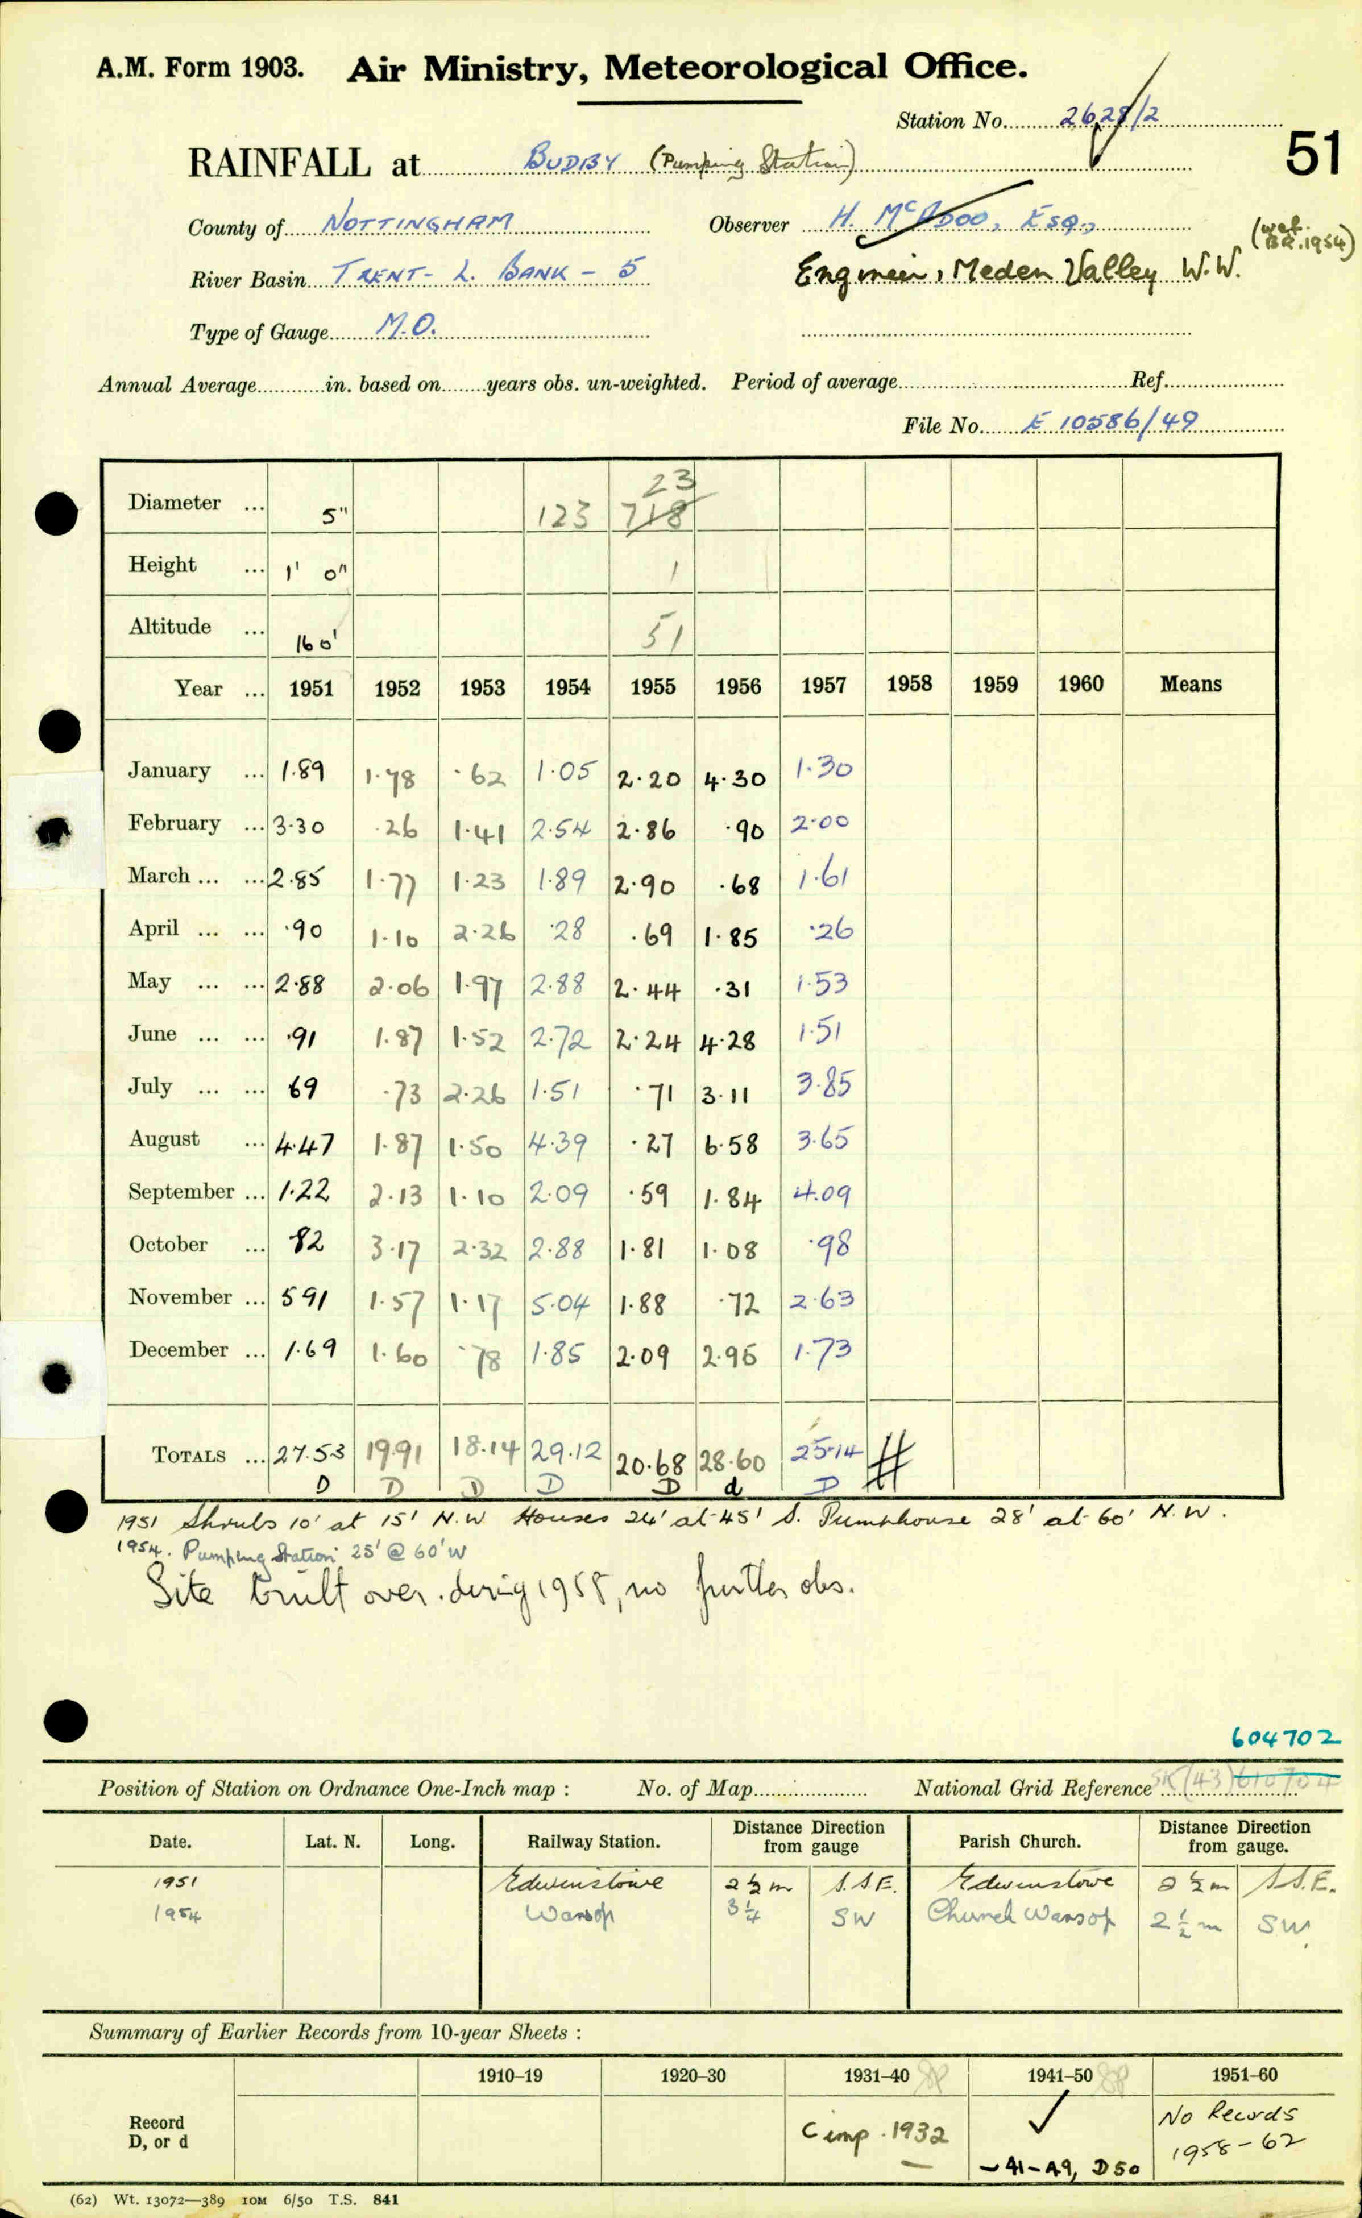 A.M. Form 1903. Air Ministry, Meteorological Office.
Station No. 2628/2
51
RAINFALL at BUDBY (Pumping Station)
County of NOTTINGHAM Observer H. McADOO, ESQ.,
(wef. 1954)
River Basin TRENT - L. BANK - 5 Engineer, Meden Valley W.W.
Type of Gauge M.O.
Annual Average in. based on years obs. un-weighted. Period of average Ref.
File No. E 10586/49
23
Diameter ... 5" 123 718
Height ... 1' 0" 1
Altitude ... 160' 51
Year ... 1951 1952 1953 1954 1955 1956 1957 1958 1959 1960 Means
January ... 1.89 1.78 .62 1.05 2.20 4.30 1.30
February ... 3.30 .26 1.41 2.54 2.86 .90 2.00
March ... ... 2.85 1.77 1.23 1.89 2.90 .68 1.61
April ... ... .90 1.10 2.26 .28 .69 1.85 .26
May ... ... 2.88 2.06 1.97 2.88 2.44 .31 1.53
June ... ... .91 1.87 1.52 2.72 2.24 4.28 1.51
July ... ... 69 .73 2.26 1.51 .71 3.11 3.85
August ... 4.47 1.87 1.50 4.39 .27 6.58 3.65
September ... 1.22 2.13 1.10 2.09 .59 1.84 4.09
October ... 82 3.17 2.32 2.88 1.81 1.08 .98
November ... 591 1.57 1.17 5.04 1.88 .72 2.63
December ... 1.69 1.60 .78 1.85 2.09 2.95 1.73
TOTALS ... 27.53 19.91 18.14 29.12 20.68 28.60 25.14 #
D D D D D d D
1951 Shrubs 10' at 15' N.W Houses 24' at 45' S. Pumphouse 28' at 60' N.W.
1954. Pumping Station 25' @ 60' W
Site built over during 1958, no further obs.
604702
Position of Station on Ordnance One-Inch map : No. of Map National Grid Reference SK (43) 610704
Date. Lat. N. Long. Railway Station. Distance Direction from gauge Parish Church. Distance Direction from gauge.
1951 Edwinstowe 2½ m S.S.E. Edwinstowe 2½ m S.S.E.
1954 Warsop 3¼ SW Church Warsop 2½ m SW.
Summary of Earlier Records from 10-year Sheets :
1910–19 1920–30 1931–40 1941–50 1951–60
Record D, or d C imp. 1932 ✓ No Records
– 41–49, D50 1958–62
(62) Wt. 13072—389 10M 6/50 T.S. 841